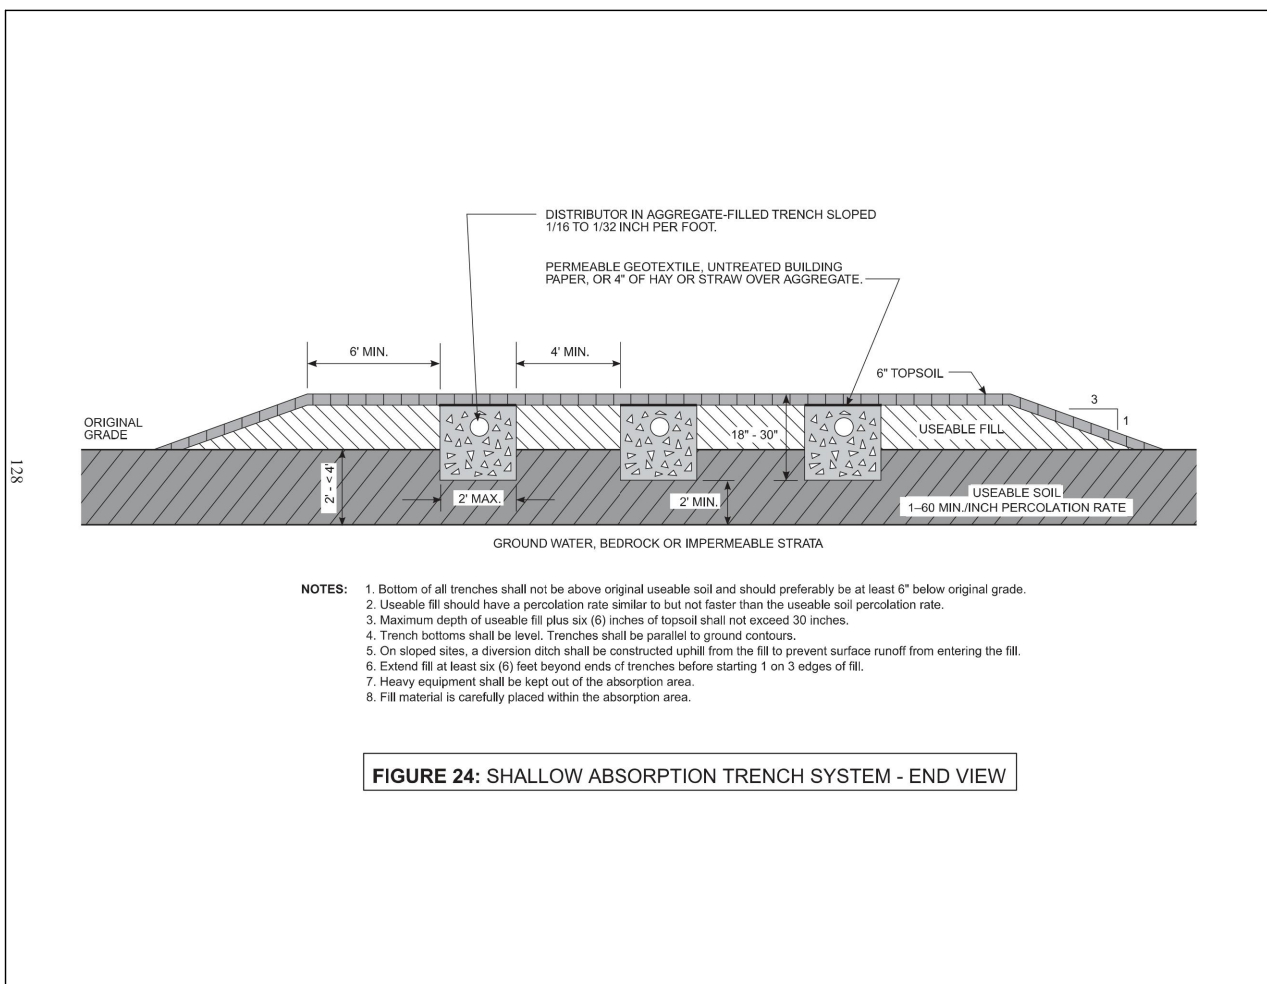 DISTRIBUTOR IN AGGREGATE-FILLED TRENCH SLOPED
1/16 TO 1/32 INCH PER FOOT.
PERMEABLE GEOTEXTILE, UNTREATED BUILDING
PAPER, OR 4" OF HAY OR STRAW OVER AGGREGATE.
6' MIN.
4' MIN.
6" TOPSOIL
3
1
ORIGINAL
GRADE
18" - 30"
USEABLE FILL
2' - <4'
2' MAX.
2' MIN.
USEABLE SOIL
1–60 MIN./INCH PERCOLATION RATE
GROUND WATER, BEDROCK OR IMPERMEABLE STRATA
128
NOTES: 1. Bottom of all trenches shall not be above original useable soil and should preferably be at least 6" below original grade.
2. Useable fill should have a percolation rate similar to but not faster than the useable soil percolation rate.
3. Maximum depth of useable fill plus six (6) inches of topsoil shall not exceed 30 inches.
4. Trench bottoms shall be level. Trenches shall be parallel to ground contours.
5. On sloped sites, a diversion ditch shall be constructed uphill from the fill to prevent surface runoff from entering the fill.
6. Extend fill at least six (6) feet beyond ends of trenches before starting 1 on 3 edges of fill.
7. Heavy equipment shall be kept out of the absorption area.
8. Fill material is carefully placed within the absorption area.
FIGURE 24: SHALLOW ABSORPTION TRENCH SYSTEM - END VIEW